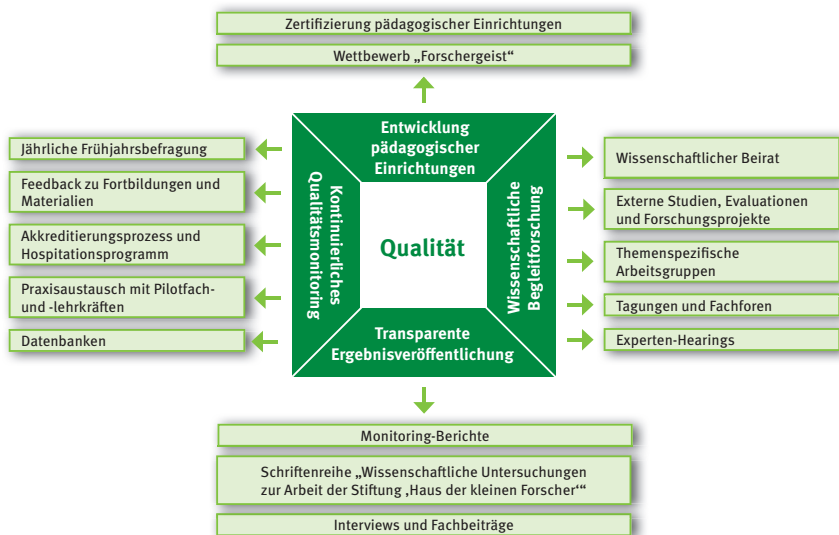 Zertifizierung pädagogischer Einrichtungen
Wettbewerb „Forschergeist“
Entwicklung
pädagogischer
Einrichtungen
Jährliche Frühjahrsbefragung
Feedback zu Fortbildungen und
Materialien
Akkreditierungsprozess und
Hospitationsprogramm
Praxisaustausch mit Pilotfach-
und -lehrkräften
Datenbanken
Kontinuierliches
Qualitätsmonitoring
Qualität
Wissenschaftliche
Begleitforschung
Wissenschaftlicher Beirat
Externe Studien, Evaluationen
und Forschungsprojekte
Themenspezifische
Arbeitsgruppen
Tagungen und Fachforen
Experten-Hearings
Transparente
Ergebnisveröffentlichung
Monitoring-Berichte
Schriftenreihe „Wissenschaftliche Untersuchungen
zur Arbeit der Stiftung ‚Haus der kleinen Forscher‘“
Interviews und Fachbeiträge